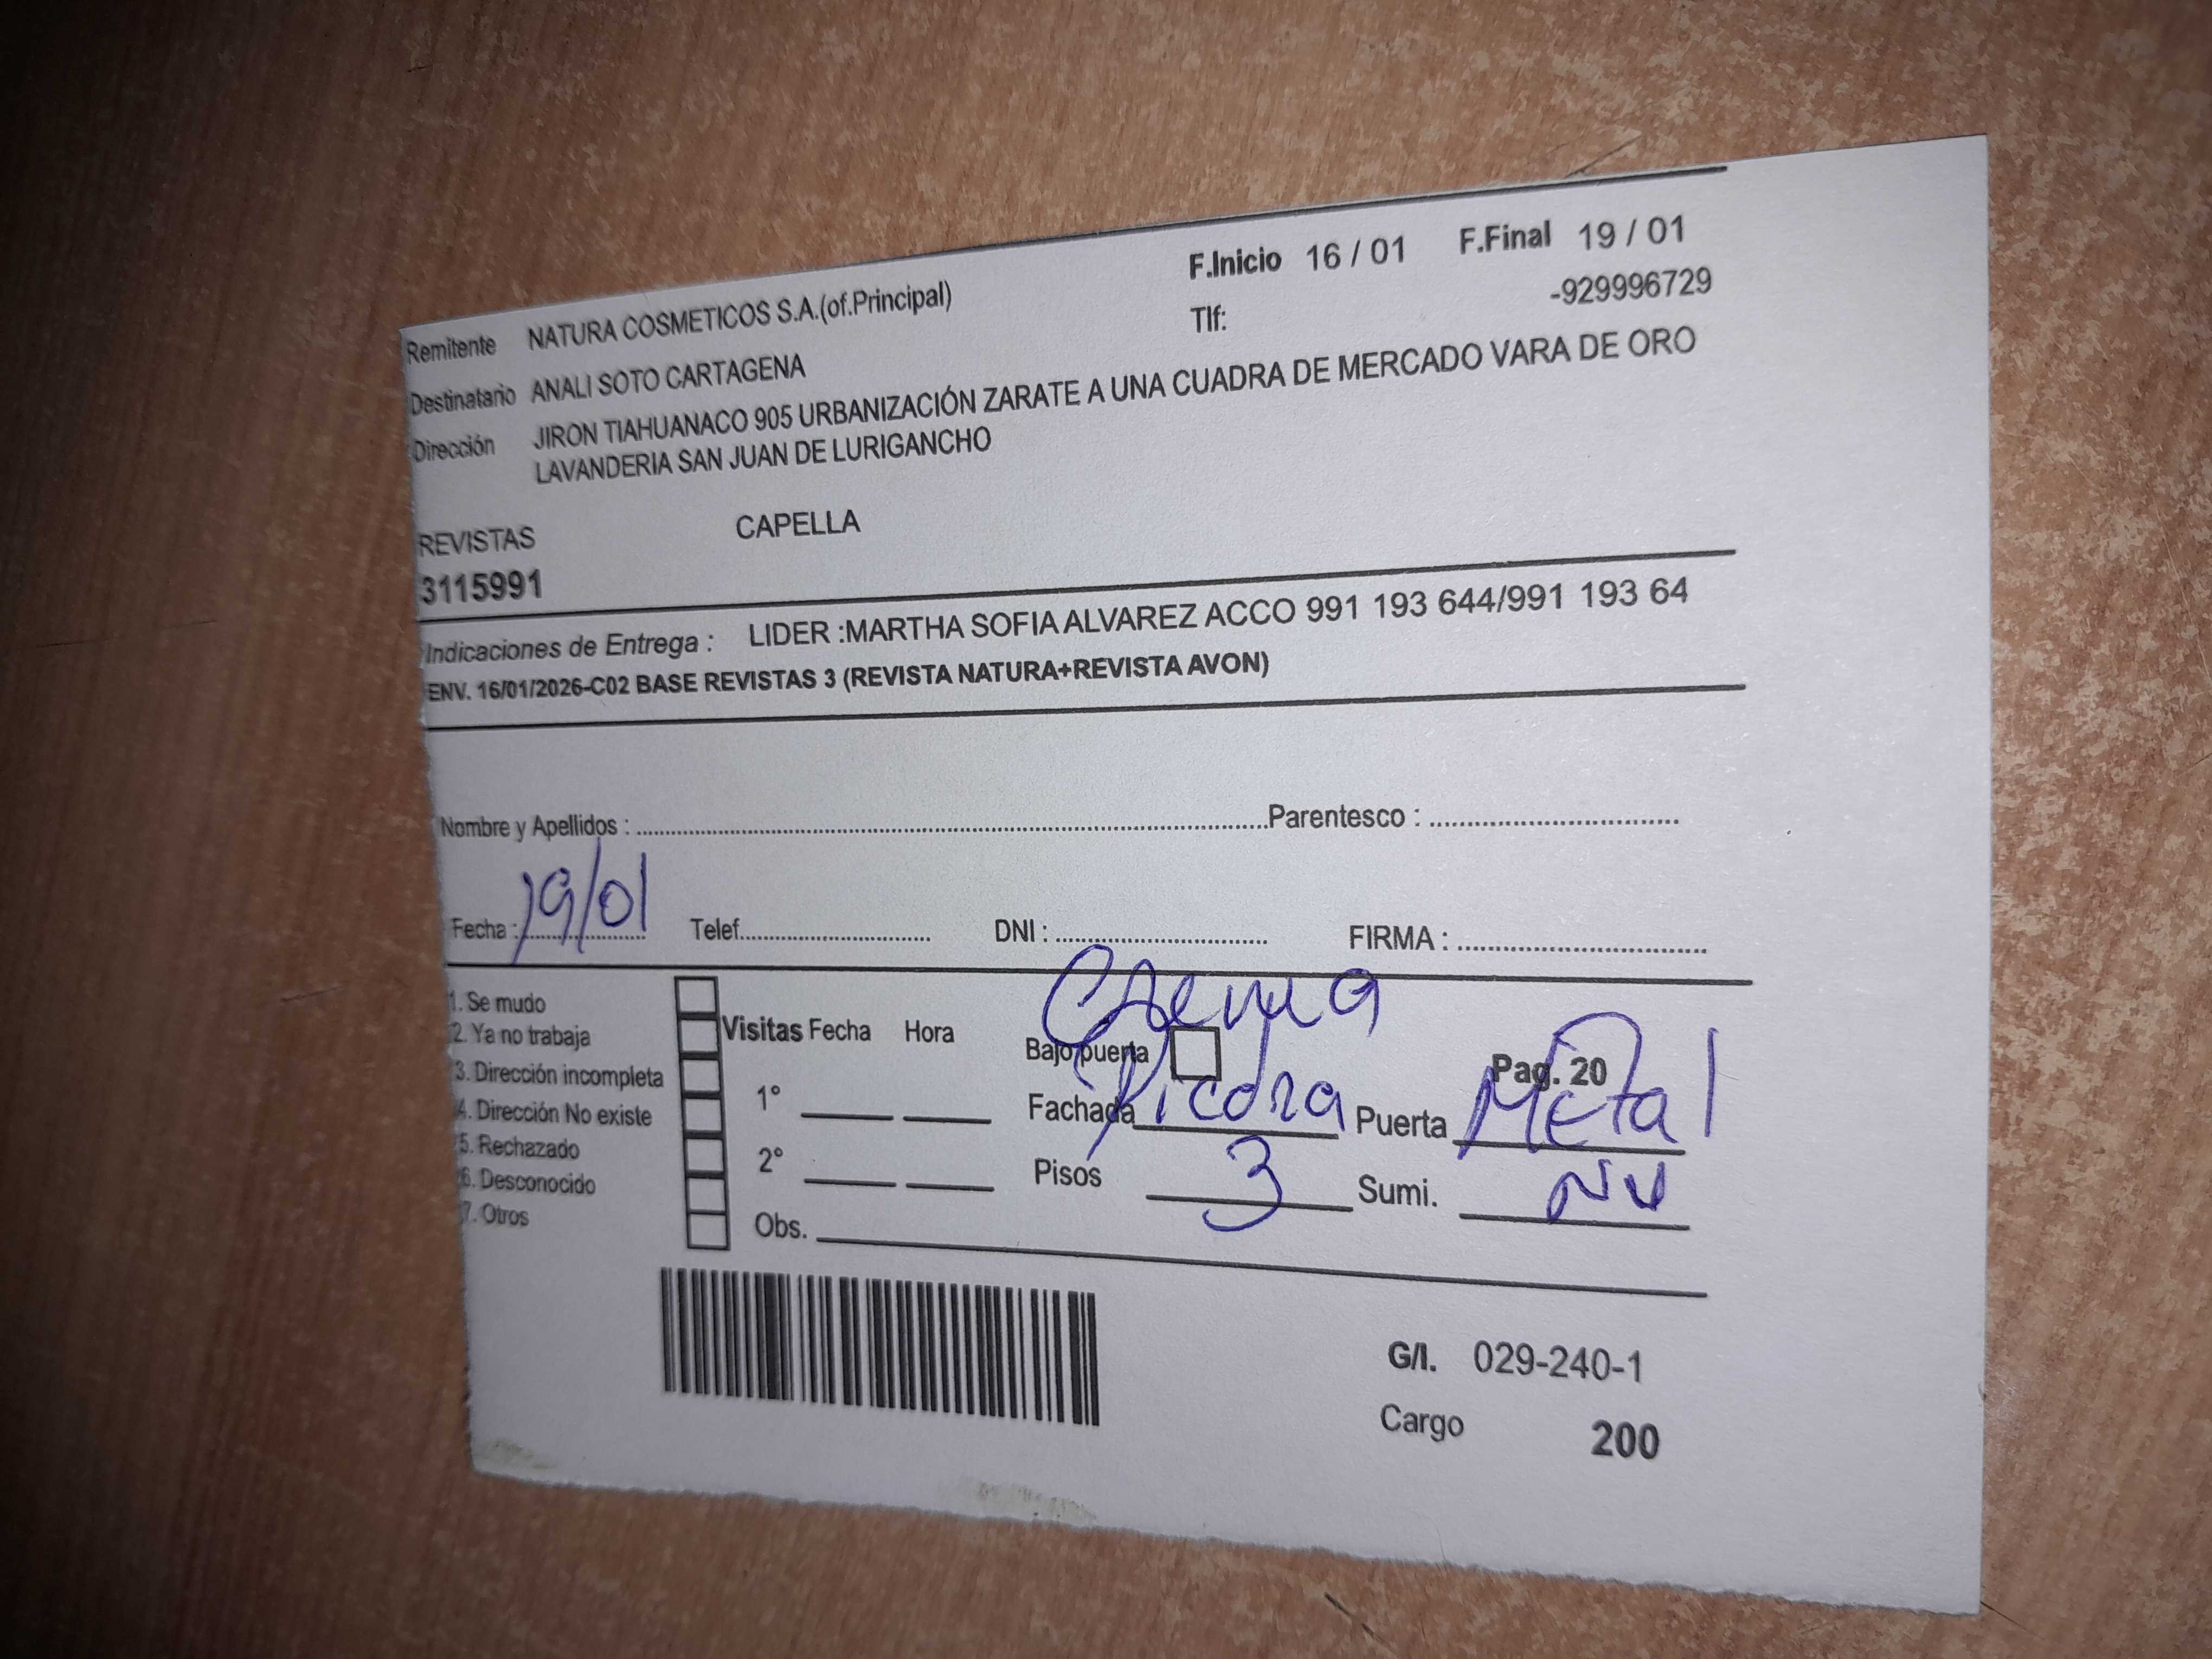 F.Inicio 16 / 01 F.Final 19 / 01
Remitente NATURA COSMETICOS S.A.(of.Principal) Tlf: -929996729
Destinatario ANALI SOTO CARTAGENA
Dirección JIRON TIAHUANACO 905 URBANIZACIÓN ZARATE A UNA CUADRA DE MERCADO VARA DE ORO
LAVANDERIA SAN JUAN DE LURIGANCHO
REVISTAS CAPELLA
3115991
Indicaciones de Entrega : LIDER :MARTHA SOFIA ALVAREZ ACCO 991 193 644/991 193 64
ENV. 16/01/2026-C02 BASE REVISTAS 3 (REVISTA NATURA+REVISTA AVON)
Nombre y Apellidos : Parentesco :
Fecha : 19/01 Telef. DNI : FIRMA :
1. Se mudo
2. Ya no trabaja
3. Dirección incompleta
4. Dirección No existe
5. Rechazado
6. Desconocido
7. Otros
Visitas Fecha Hora
1°
2°
Obs.
Crema
Bajo puerta Pag. 20
Fachada Piedra Puerta Metal
Pisos 3 Sumi. NV
G/I. 029-240-1
Cargo 200